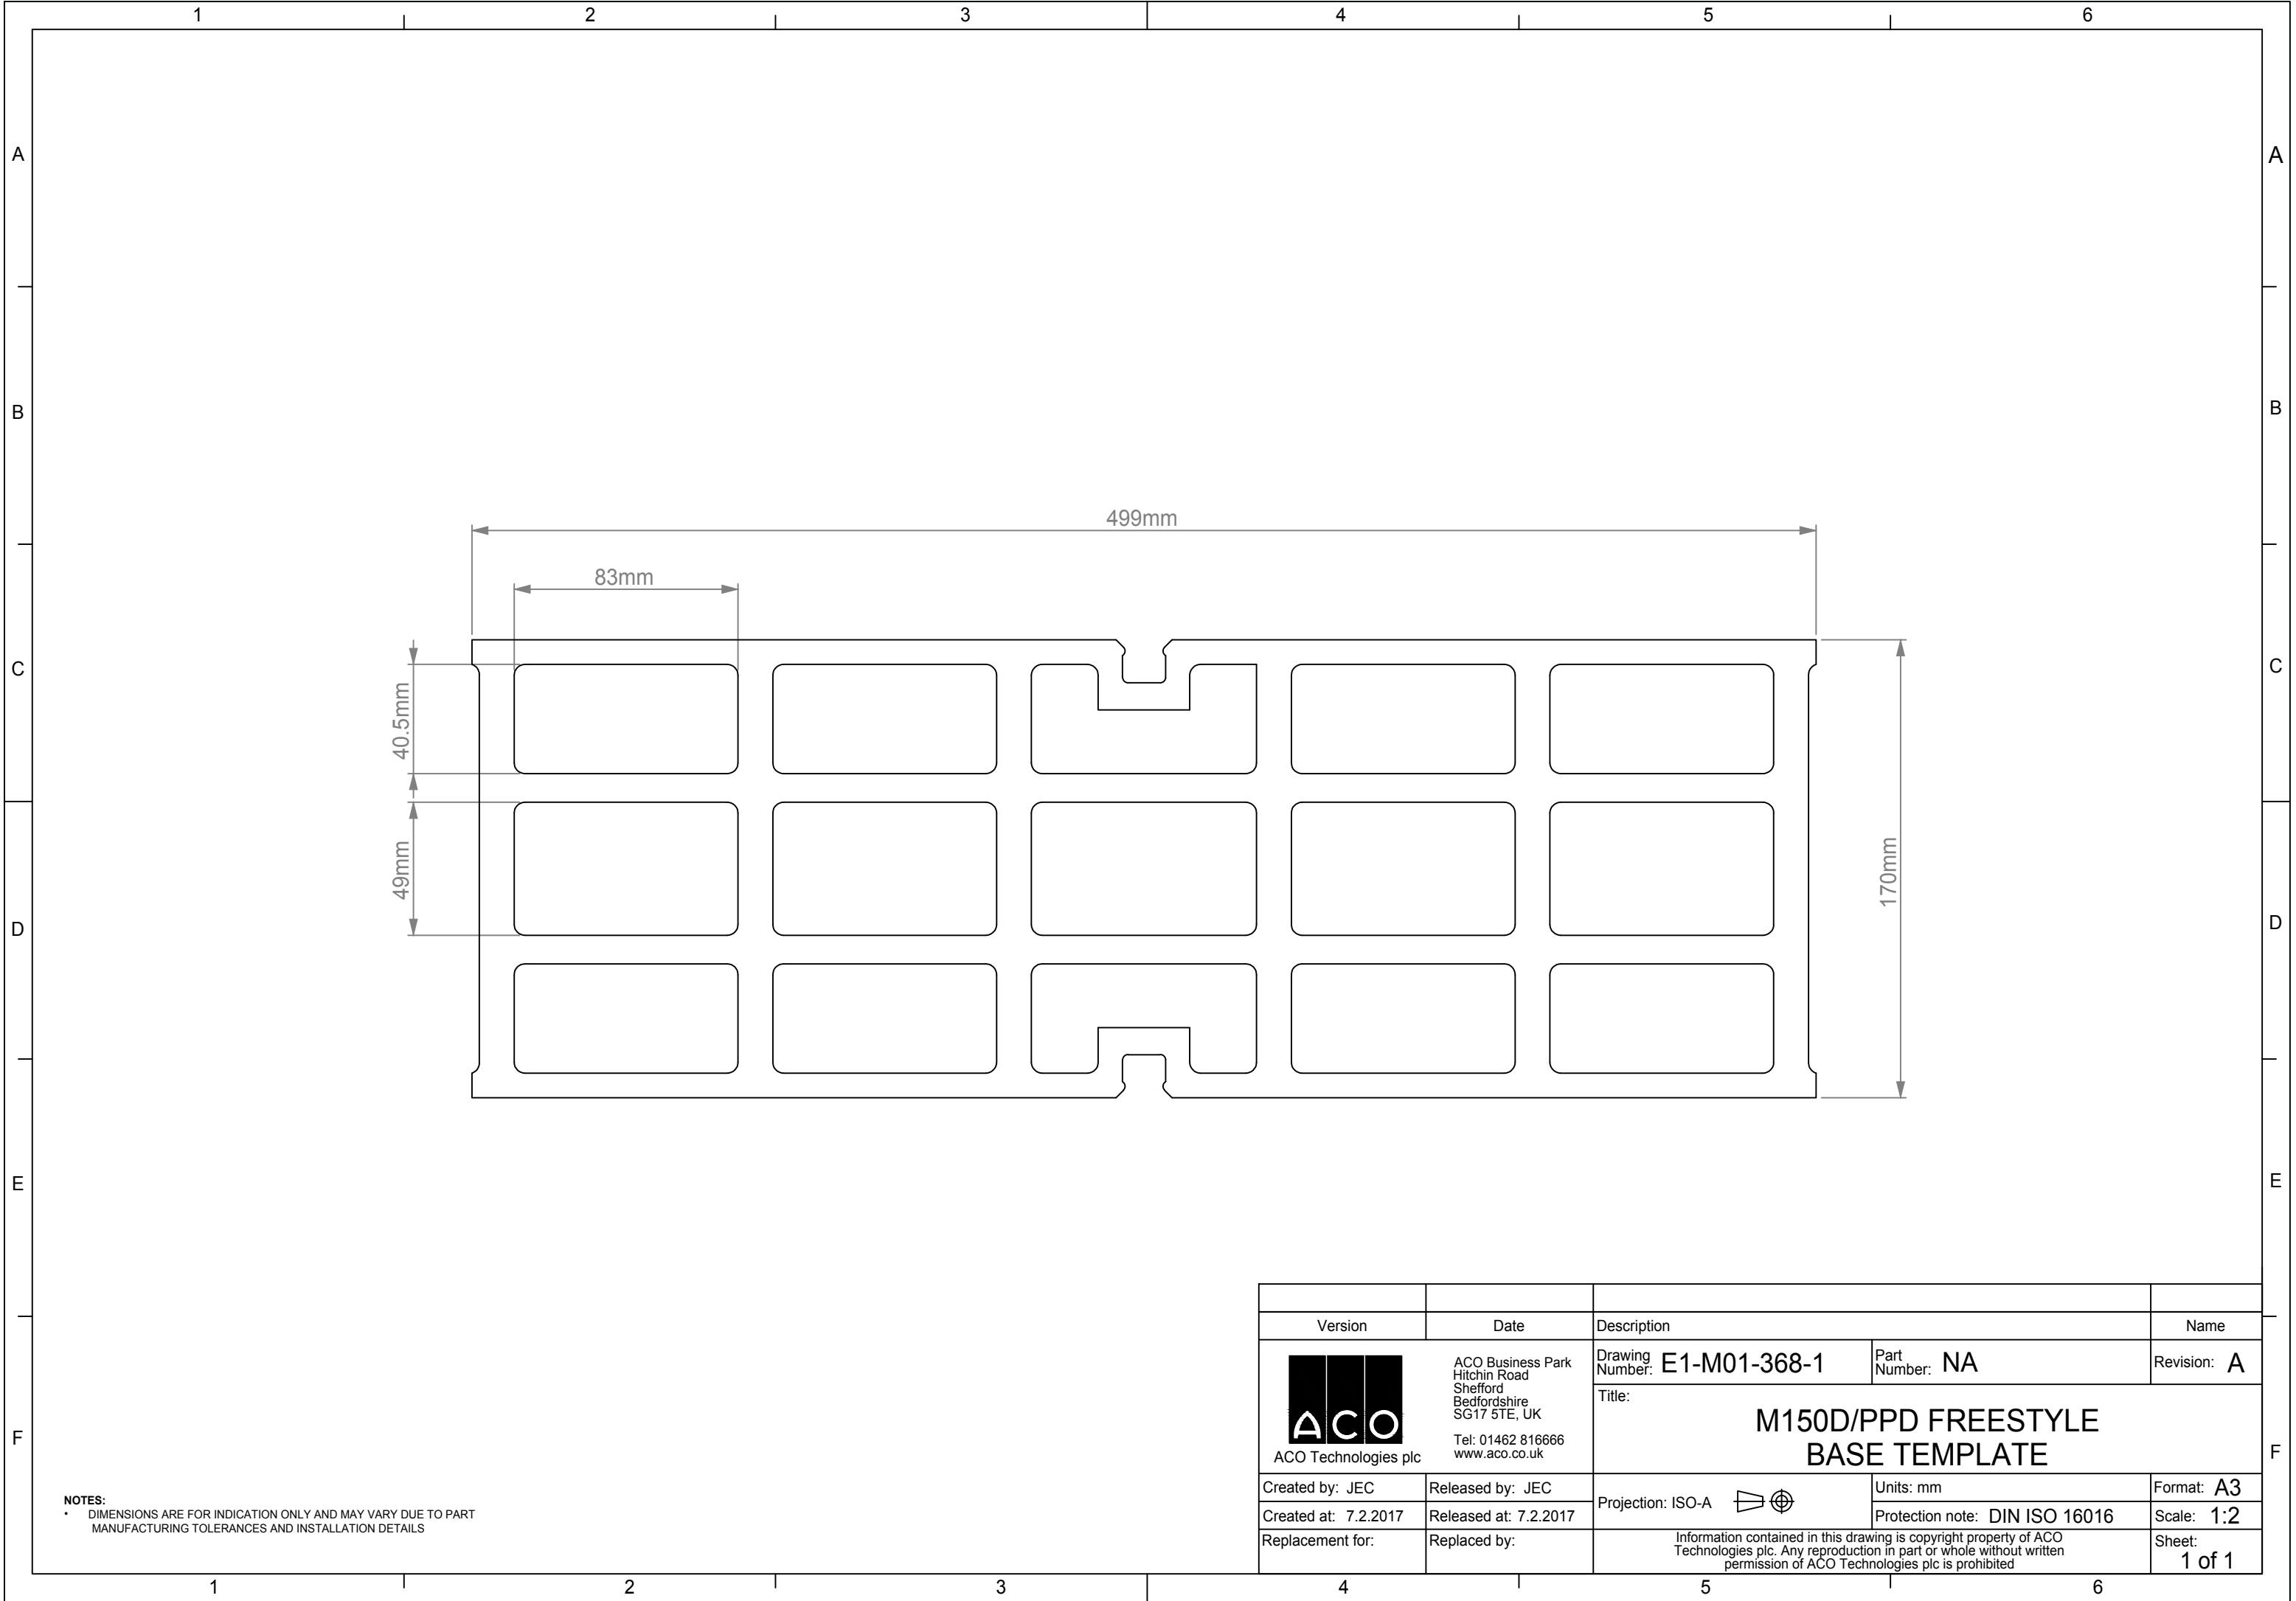 1 2 3 4 5 6
A A
B B
C C
D D
E E
F F
499mm
83mm
40.5mm
49mm
170mm
NOTES:
• DIMENSIONS ARE FOR INDICATION ONLY AND MAY VARY DUE TO PART
MANUFACTURING TOLERANCES AND INSTALLATION DETAILS
Version Date Description Name
ACO
ACO Technologies plc
ACO Business Park
Hitchin Road
Shefford
Bedfordshire
SG17 5TE, UK
Tel: 01462 816666
www.aco.co.uk
Drawing
Number: E1-M01-368-1
Part
Number: NA
Revision: A
Title:
M150D/PPD FREESTYLE
BASE TEMPLATE
Created by: JEC
Released by: JEC
Created at: 7.2.2017
Released at: 7.2.2017
Replacement for:
Replaced by:
Projection: ISO-A
Units: mm
Format: A3
Protection note: DIN ISO 16016
Scale: 1:2
Information contained in this drawing is copyright property of ACO
Technologies plc. Any reproduction in part or whole without written
permission of ACO Technologies plc is prohibited
Sheet:
1 of 1
1 2 3 4 5 6